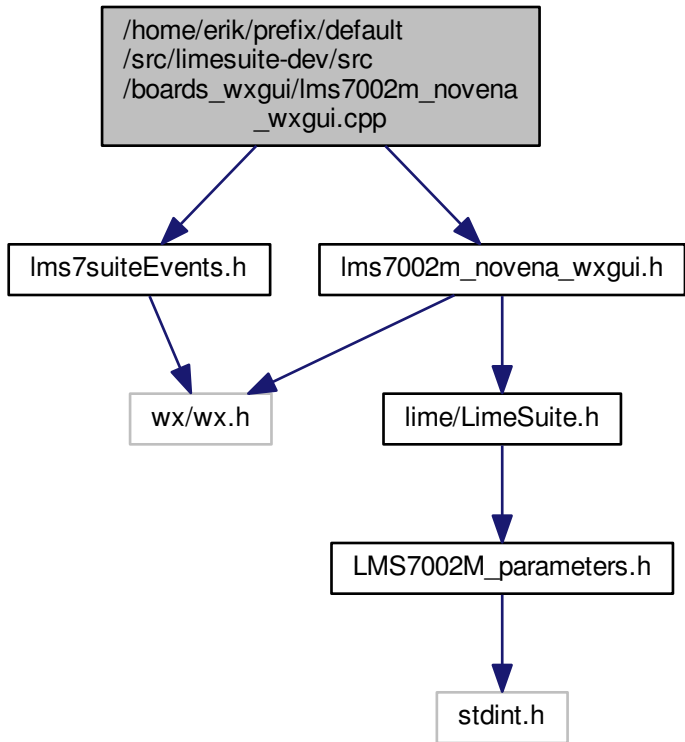 /home/erik/prefix/default
/src/limesuite-dev/src
/boards_wxgui/lms7002m_novena
_wxgui.cpp
lms7suiteEvents.h
lms7002m_novena_wxgui.h
wx/wx.h
lime/LimeSuite.h
LMS7002M_parameters.h
stdint.h